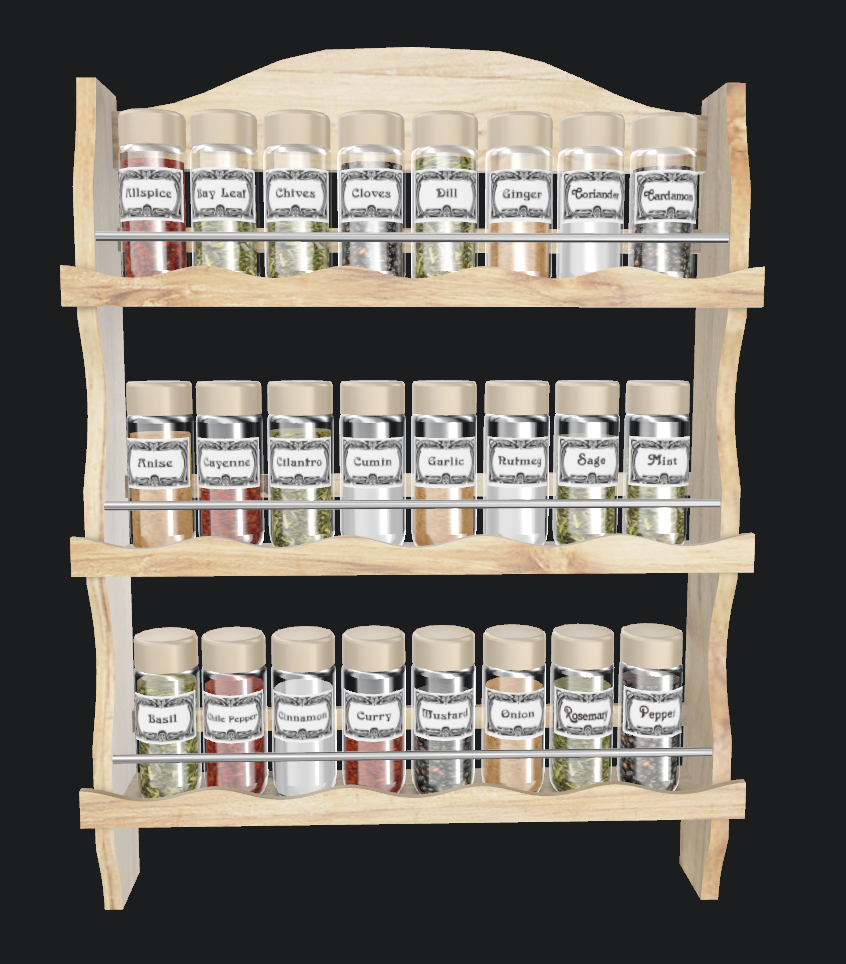 Allspice
Bay Leaf
Chives
Cloves
Dill
Ginger
Coriander
Cardamom
Anise
Cayenne
Cilantro
Cumin
Garlic
Nutmeg
Sage
Mint
Basil
Chile Pepper
Cinnamon
Curry
Mustard
Onion
Rosemary
Pepper